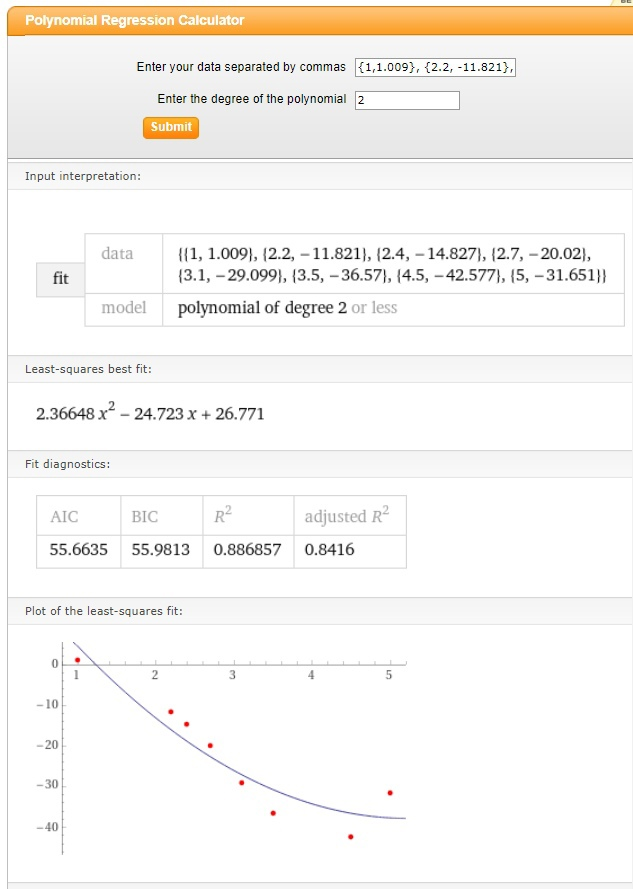 Polynomial Regression Calculator
Enter your data separated by commas {1,1.009}, {2.2, -11.821},
Enter the degree of the polynomial 2
Submit
Input interpretation:
fit
data
{{1, 1.009}, {2.2, −11.821}, {2.4, −14.827}, {2.7, −20.02},
{3.1, −29.099}, {3.5, −36.57}, {4.5, −42.577}, {5, −31.651}}
model polynomial of degree 2 or less
Least-squares best fit:
2.36648 x² − 24.723 x + 26.771
Fit diagnostics:
AIC BIC R² adjusted R²
55.6635 55.9813 0.886857 0.8416
Plot of the least-squares fit:
0
1 2 3 4 5
−10
−20
−30
−40